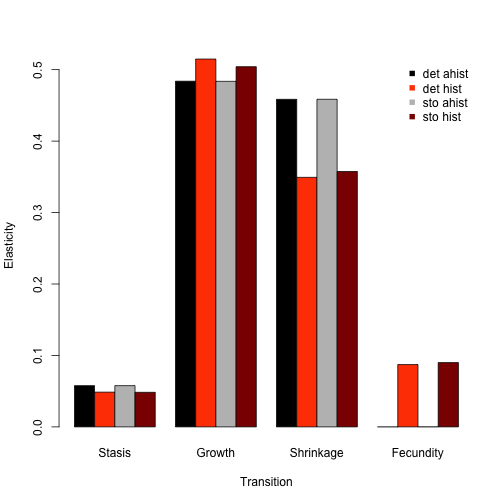 det ahist
det hist
sto ahist
sto hist
Elasticity
0.5
0.4
0.3
0.2
0.1
0.0
Stasis Growth Shrinkage Fecundity
Transition